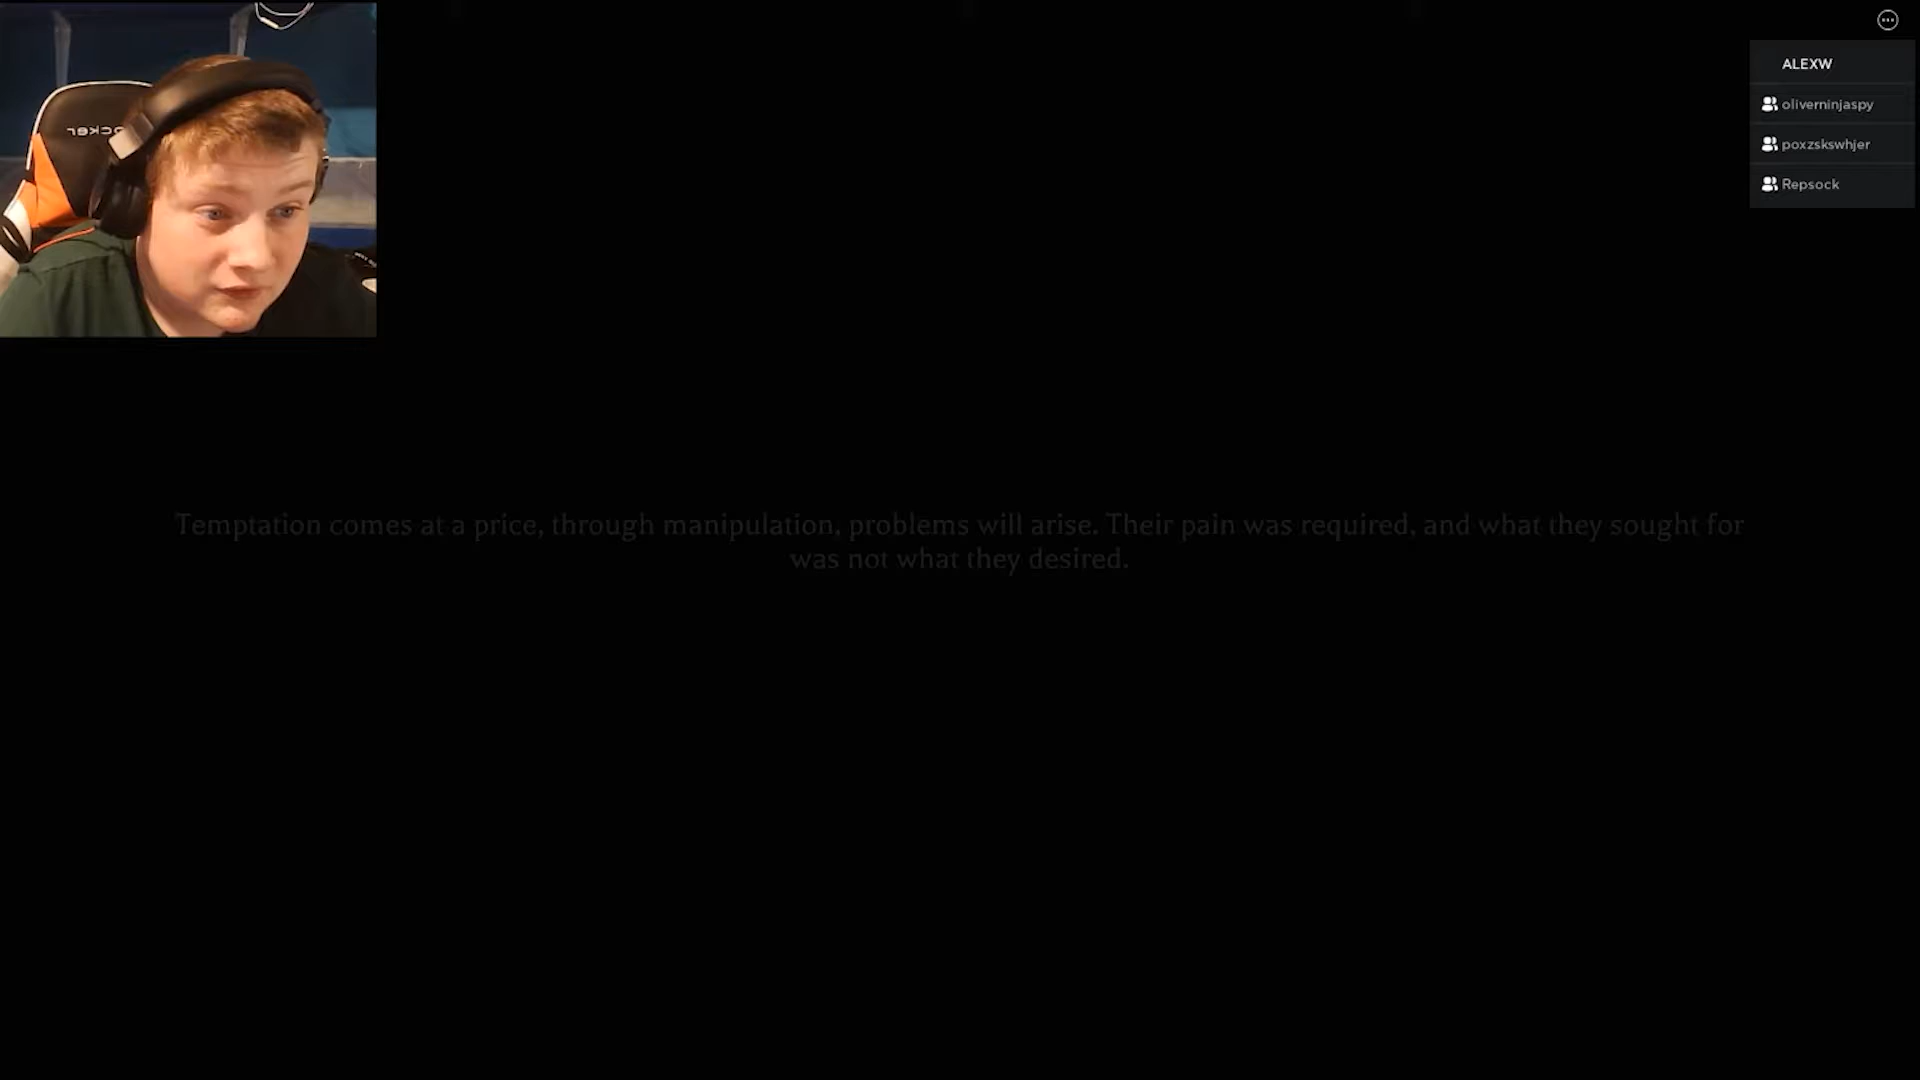 ALEXW
oliverninjaspy
poxzskswhjer
Repsock
Temptation comes at a price, through manipulation, problems will arise. Their pain was required, and what they sought for
was not what they desired.